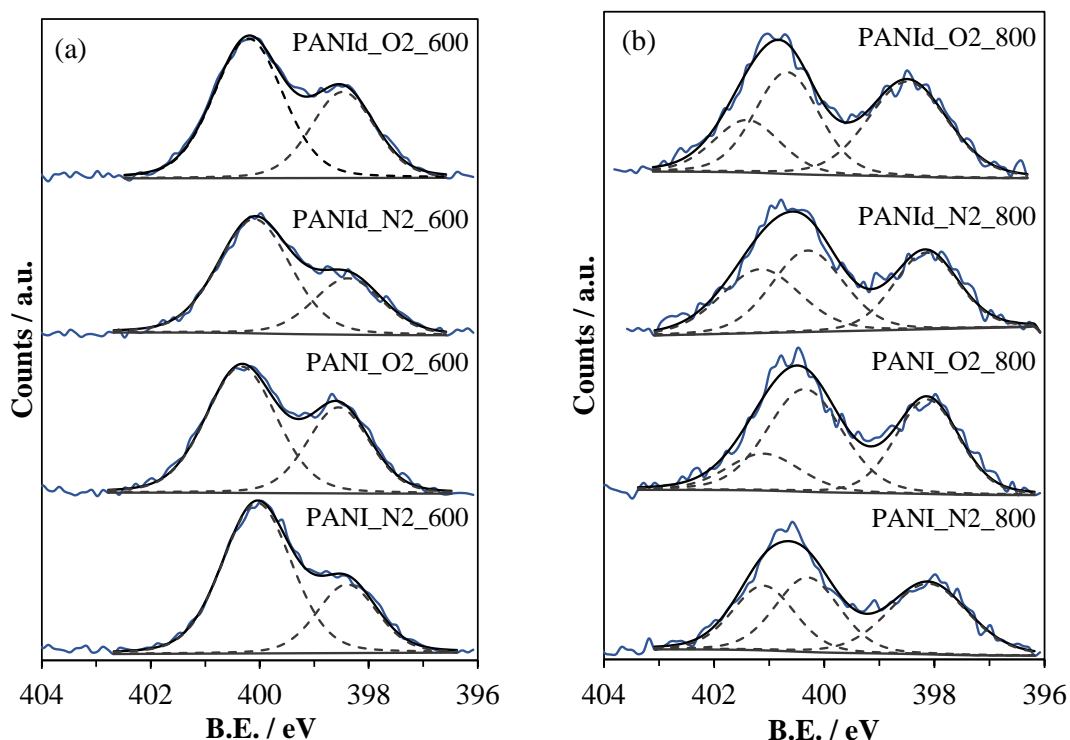 (a)
PANId_O2_600
PANId_N2_600
PANI_O2_600
PANI_N2_600
Counts / a.u.
404 402 400 398 396
B.E. / eV
(b)
PANId_O2_800
PANId_N2_800
PANI_O2_800
PANI_N2_800
Counts / a.u.
404 402 400 398 396
B.E. / eV